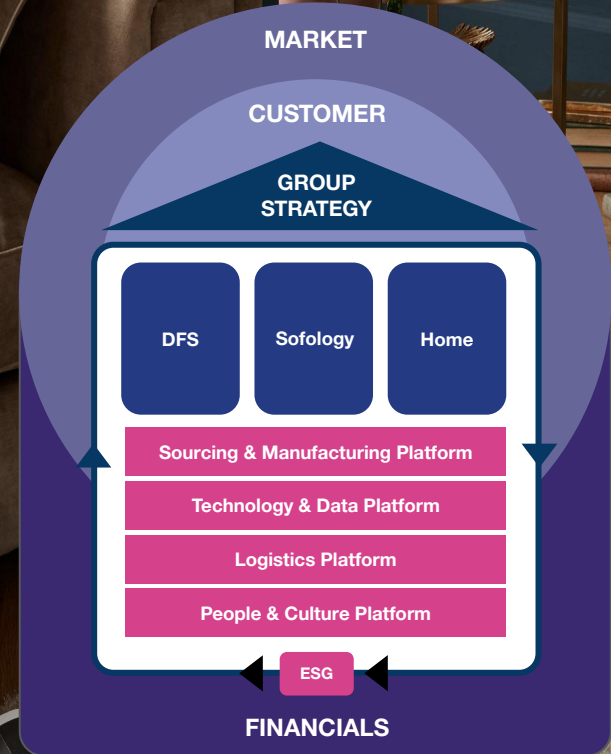 MARKET
CUSTOMER
GROUP
STRATEGY
DFS
Sofology
Home
Sourcing & Manufacturing Platform
Technology & Data Platform
Logistics Platform
People & Culture Platform
ESG
FINANCIALS